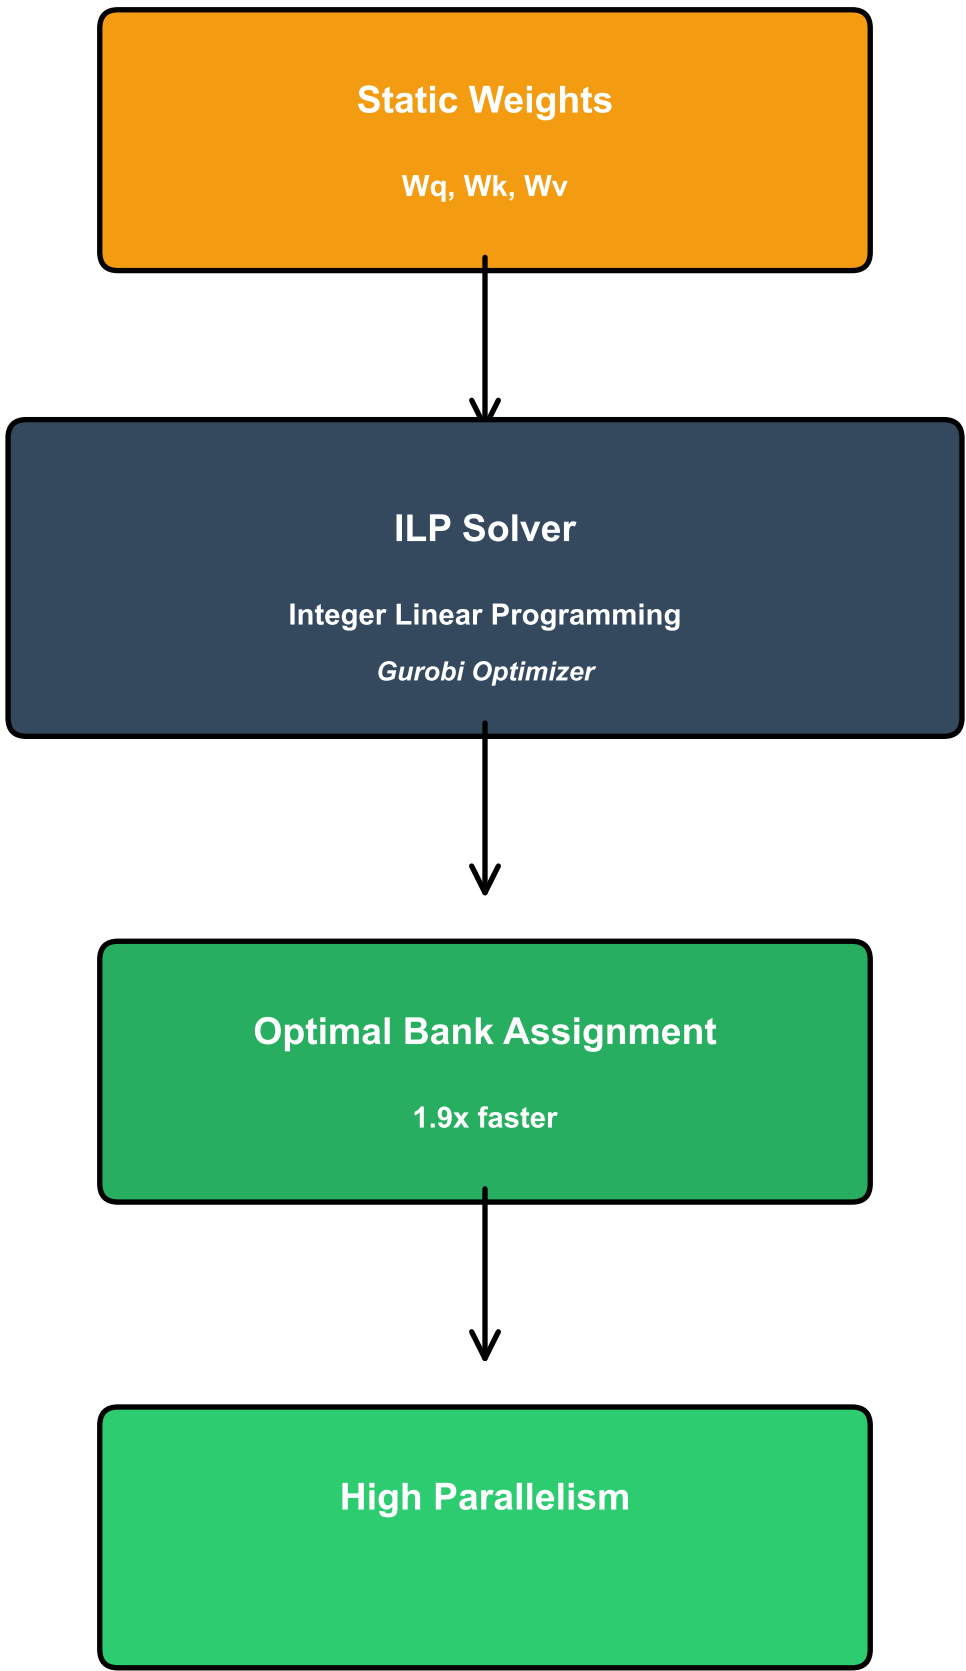 Static Weights
Wq, Wk, Wv
ILP Solver
Integer Linear Programming
Gurobi Optimizer
Optimal Bank Assignment
1.9x faster
High Parallelism